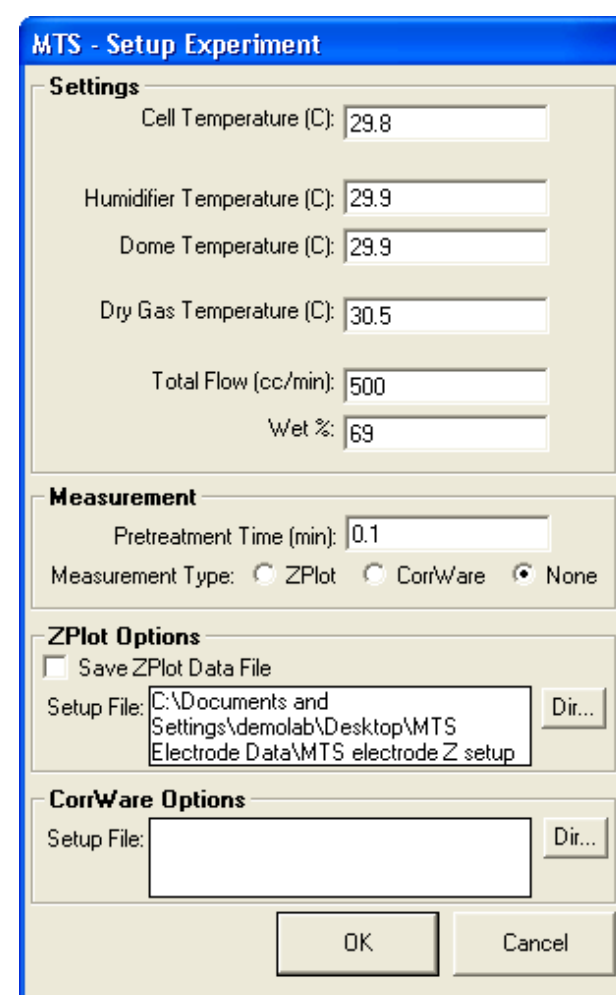 MTS - Setup Experiment
Settings
Cell Temperature (C): 29.8
Humidifier Temperature (C): 29.9
Dome Temperature (C): 29.9
Dry Gas Temperature (C): 30.5
Total Flow (cc/min): 500
Wet %: 69
Measurement
Pretreatment Time (min): 0.1
Measurement Type: ZPlot CorrWare None
ZPlot Options
Save ZPlot Data File
Setup File: C:\Documents and Dir...
Settings\demolab\Desktop\MTS
Electrode Data\MTS electrode Z setup
CorrWare Options
Setup File: Dir...
OK Cancel